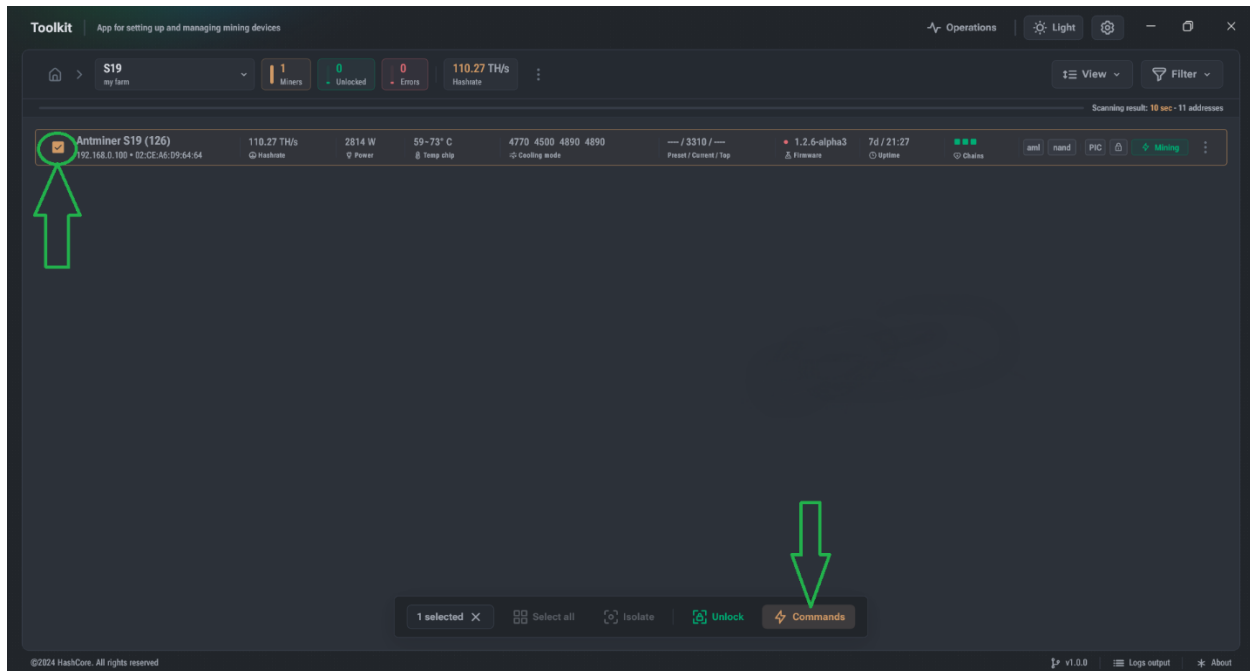 Toolkit App for setting up and managing mining devices Operations Light
S19 1 0 0 110.27 TH/s View Filter
my farm Miners Unlocked Errors Hashrate
Scanning result: 10 sec - 11 addresses
Antminer S19 (126) 110.27 TH/s 2814 W 59~73° C 4770 4500 4890 4890 — / 3310 / — 1.2.6-alpha3 7d / 21:27 aml nand PIC Mining
192.168.0.100 • 02:CE:A6:D9:64:64 Hashrate Power Temp chip Cooling mode Preset / Current / Top Firmware Uptime Chains
1 selected Select all Isolate Unlock Commands
©2024 HashCore. All rights reserved v1.0.0 Logs output About